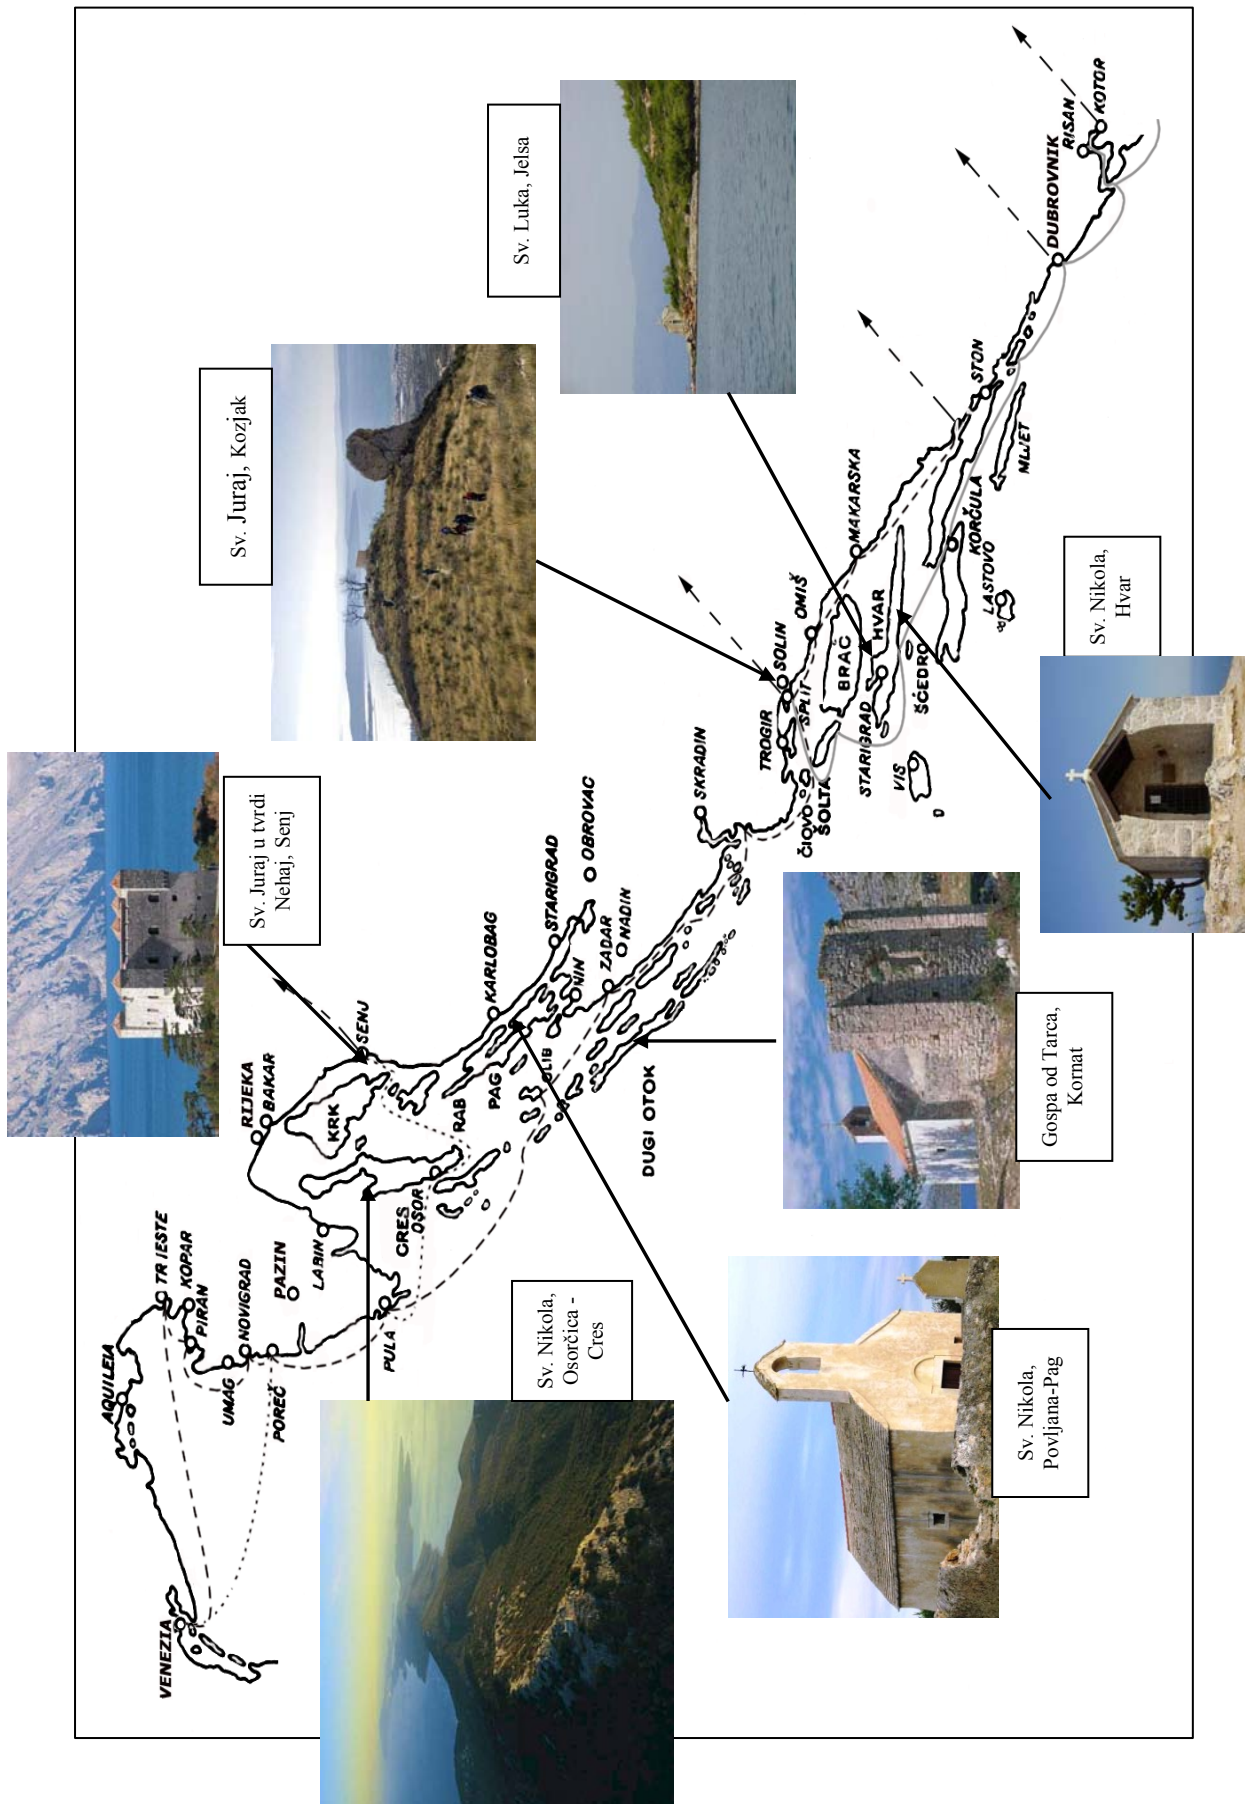 Sv. Juraj u tvrdi
Nehaj, Senj
Sv. Juraj, Kozjak
Sv. Luka, Jelsa
VENEZIA
AQUILEIA
TRIESTE
KOPAR
PIRAN
UMAG
NOVIGRAD
POREČ
PAZIN
LABIN
PULA
RIJEKA
BAKAR
KRK
CRES
OSOR
SENJ
RAB
PAG
KARLOBAG
STARIGRAD
OBROVAC
OLIB
NIN
ZADAR
NADIN
DUGI OTOK
SKRADIN
TROGIR
SOLIN
SPLIT
ČIOVO
ŠOLTA
OMIŠ
BRAČ
MAKARSKA
STARIGRAD
HVAR
VIS
ŠĆEDRO
KORČULA
LASTOVO
MLJET
STON
DUBROVNIK
RISAN
KOTOR
Sv. Nikola,
Osorčica -
Cres
Sv. Nikola,
Povljana-Pag
Gospa od Tarca,
Kornat
Sv. Nikola,
Hvar